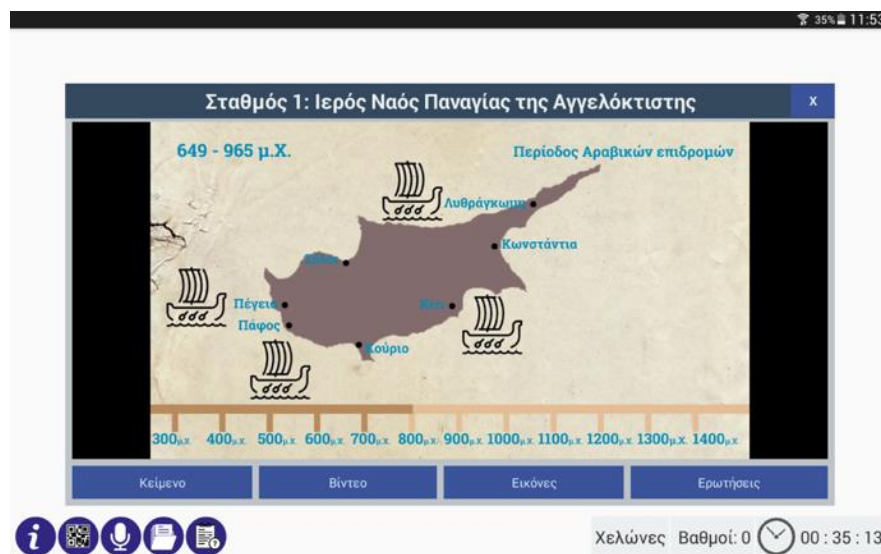 35% 11:53
Σταθμός 1: Ιερός Ναός Παναγίας της Αγγελόκτιστης
x
649 - 965 μ.Χ.
Περίοδος Αραβικών επιδρομών
Λυθράγκωμη
Κωνστάντια
Σόλοι
Πέγεια
Κίτι
Πάφος
Κούριο
300μ.Χ. 400μ.Χ. 500μ.Χ. 600μ.Χ. 700μ.Χ. 800μ.Χ. 900μ.Χ. 1000μ.Χ. 1100μ.Χ. 1200μ.Χ. 1300μ.Χ. 1400μ.Χ
Κείμενο Βίντεο Εικόνες Ερωτήσεις
Χελώνες Βαθμοί: 0 00 : 35 : 13